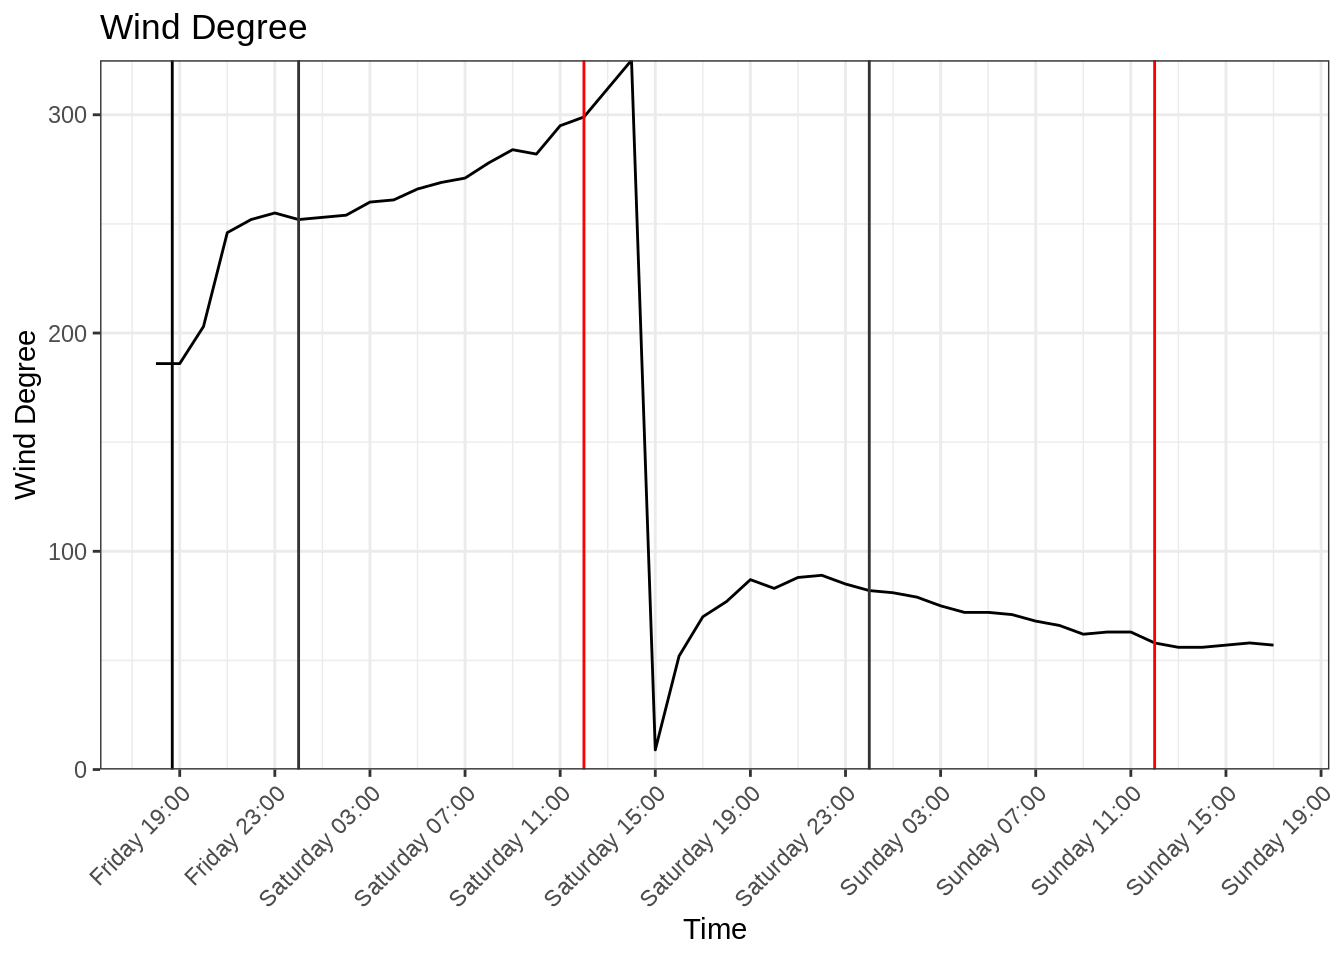 Wind Degree
Wind Degree
300
200
100
0
Friday 19:00
Friday 23:00
Saturday 03:00
Saturday 07:00
Saturday 11:00
Saturday 15:00
Saturday 19:00
Saturday 23:00
Sunday 03:00
Sunday 07:00
Sunday 11:00
Sunday 15:00
Sunday 19:00
Time